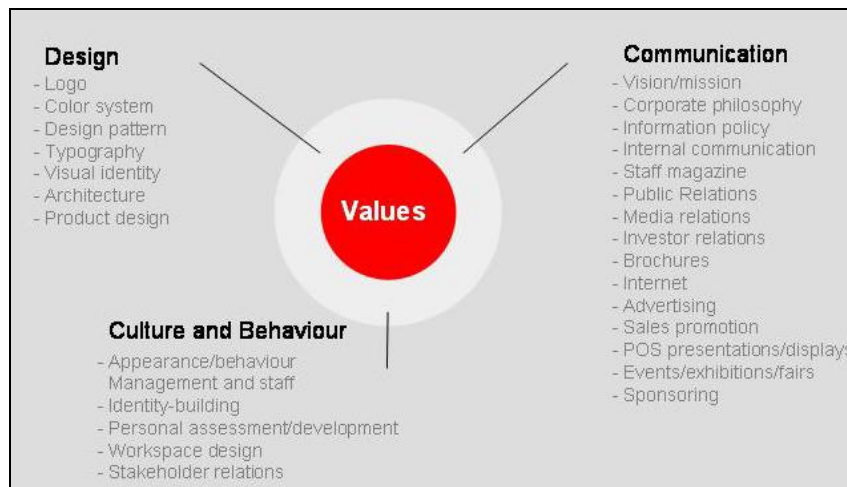 Design
- Logo
- Color system
- Design pattern
- Typography
- Visual identity
- Architecture
- Product design
Communication
- Vision/mission
- Corporate philosophy
- Information policy
- Internal communication
- Staff magazine
- Public Relations
- Media relations
- Investor relations
- Brochures
- Internet
- Advertising
- Sales promotion
- POS presentations/displays
- Events/exhibitions/fairs
- Sponsoring
Values
Culture and Behaviour
- Appearance/behaviour
Management and staff
- Identity-building
- Personal assessment/development
- Workspace design
- Stakeholder relations